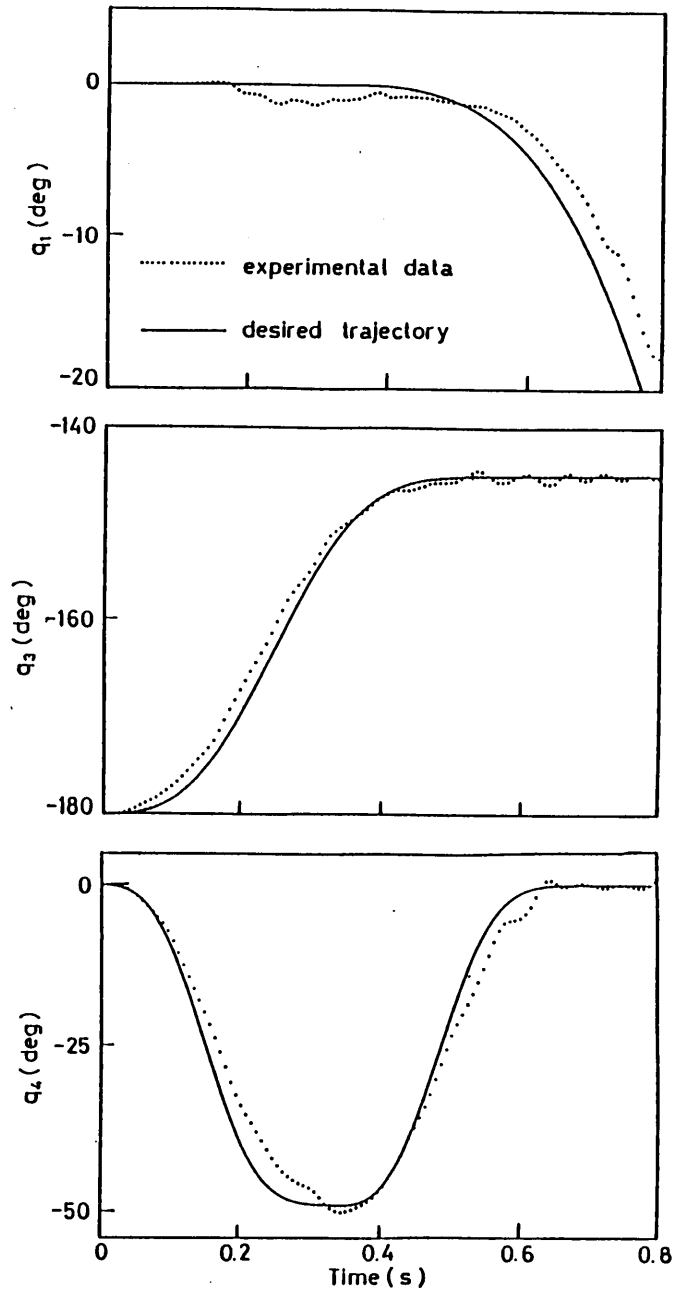 0
-10
-20
q1 (deg)
experimental data
desired trajectory
-140
-160
-180
q3 (deg)
0
-25
-50
q4 (deg)
0 0.2 0.4 0.6 0.8
Time (s)